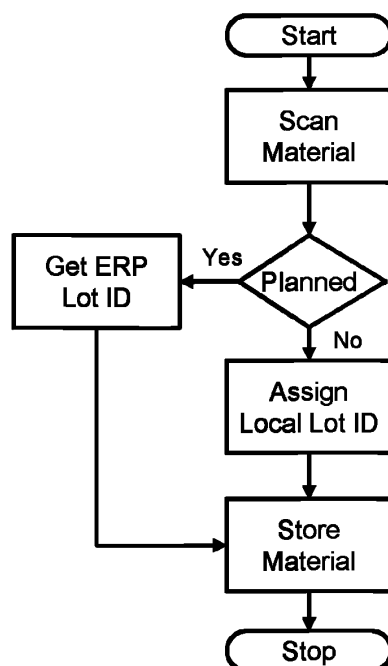 Start
Scan
Material
Planned
Yes
Get ERP
Lot ID
No
Assign
Local Lot ID
Store
Material
Stop